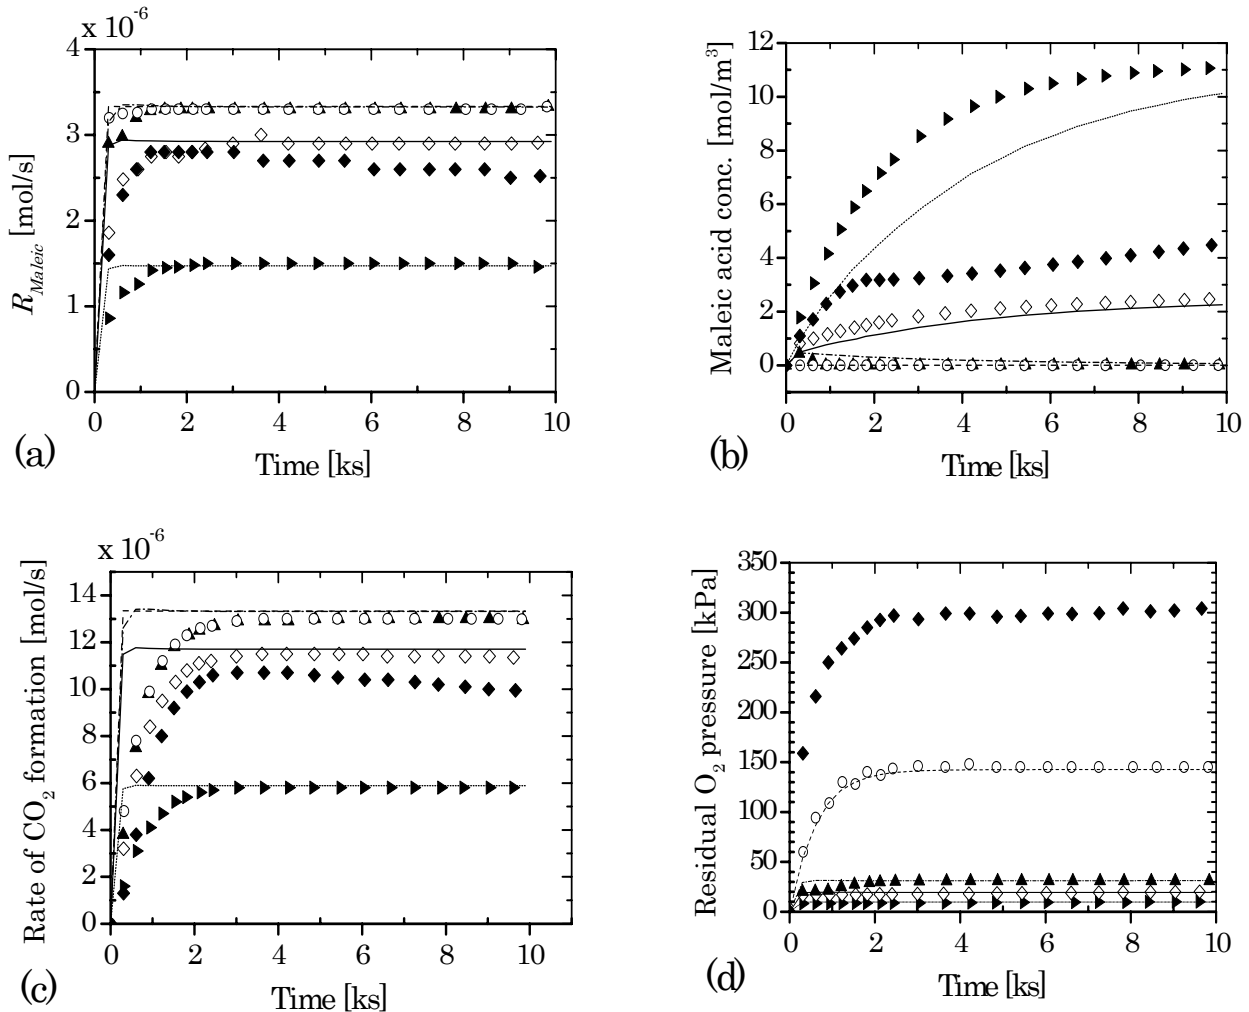 x 10-6
4
3
2
1
0
R Maleic [mol/s]
0 2 4 6 8 10
Time [ks]
(a)
12
10
8
6
4
2
0
Maleic acid conc. [mol/m3]
0 2 4 6 8 10
Time [ks]
(b)
x 10-6
14
12
10
8
6
4
2
0
Rate of CO2 formation [mol/s]
0 2 4 6 8 10
Time [ks]
(c)
350
300
250
200
150
100
50
0
Residual O2 pressure [kPa]
0 2 4 6 8 10
Time [ks]
(d)